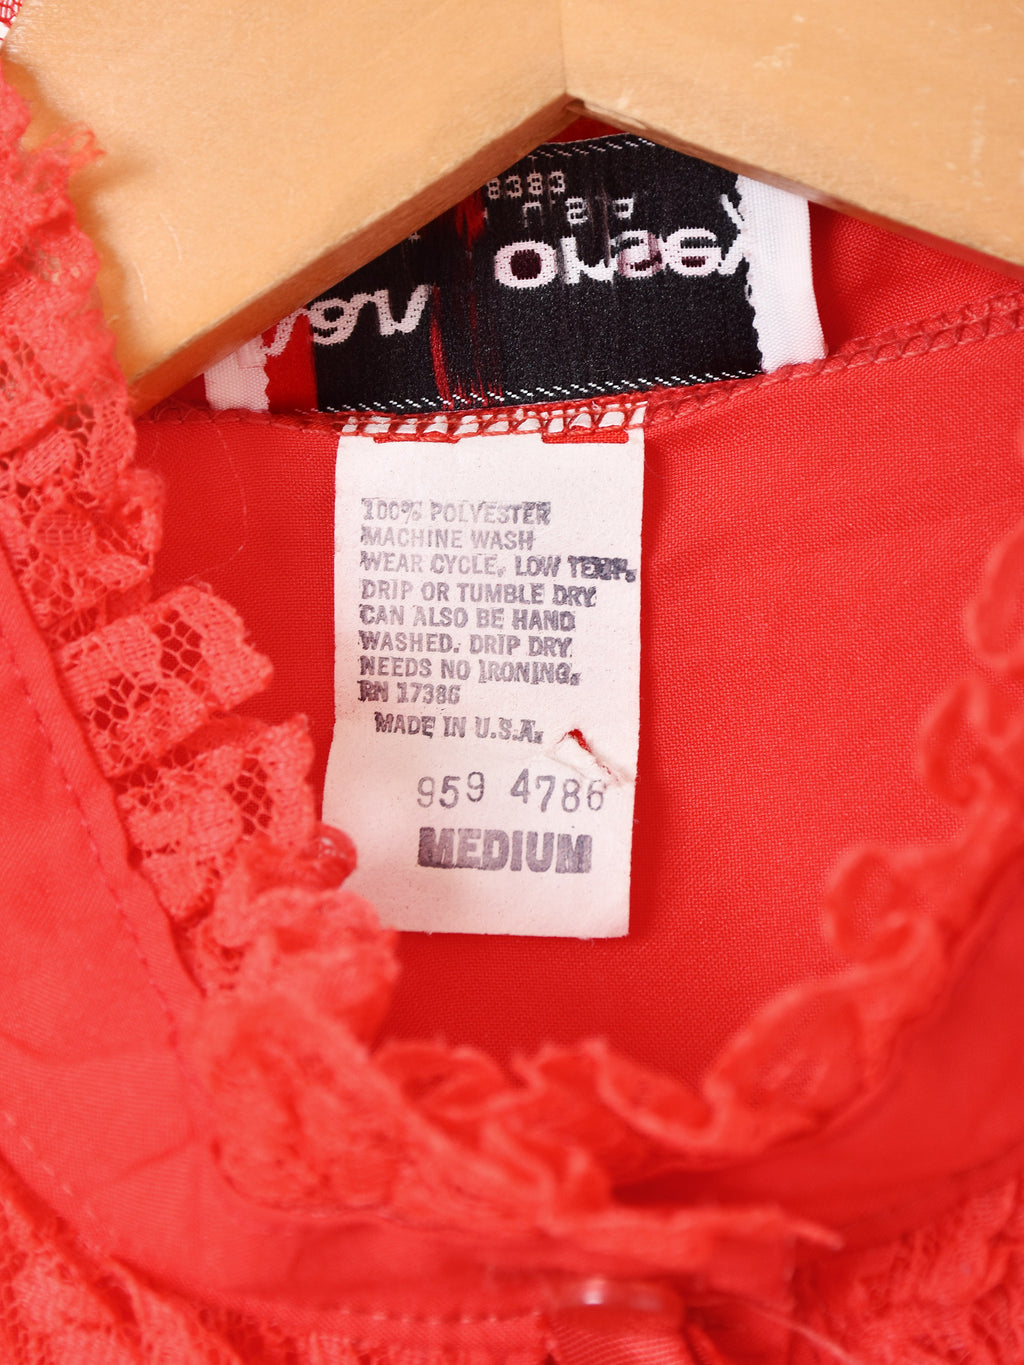 8383
100% POLYESTER
MACHINE WASH
WEAR CYCLE, LOW TEMP.
DRIP OR TUMBLE DRY
CAN ALSO BE HAND
WASHED. DRIP DRY.
NEEDS NO IRONING.
RN 17386
MADE IN U.S.A.
959 4786
MEDIUM